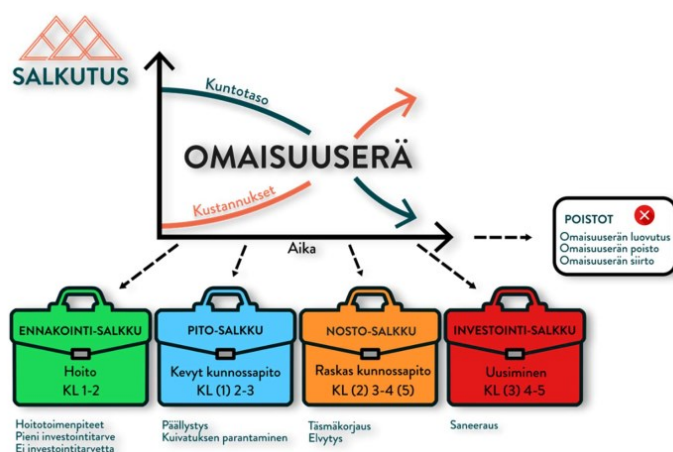 SALKUTUS
Kuntotaso
OMAISUUSERÄ
Kustannukset
Aika
POISTOT
Omaisuuserän luovutus
Omaisuuserän poisto
Omaisuuserän siirto
ENNAKOINTI-SALKKU
Hoito
KL 1-2
PITO-SALKKU
Kevyt kunnossapito
KL (1) 2-3
NOSTO-SALKKU
Raskas kunnossapito
KL (2) 3-4 (5)
INVESTOINTI-SALKKU
Uusiminen
KL (3) 4-5
Hoitotoimenpiteet
Pieni investointitarve
Ei investointitarvetta
Päällystys
Kuivatuksen parantaminen
Täsmäkorjaus
Elvytys
Saneeraus